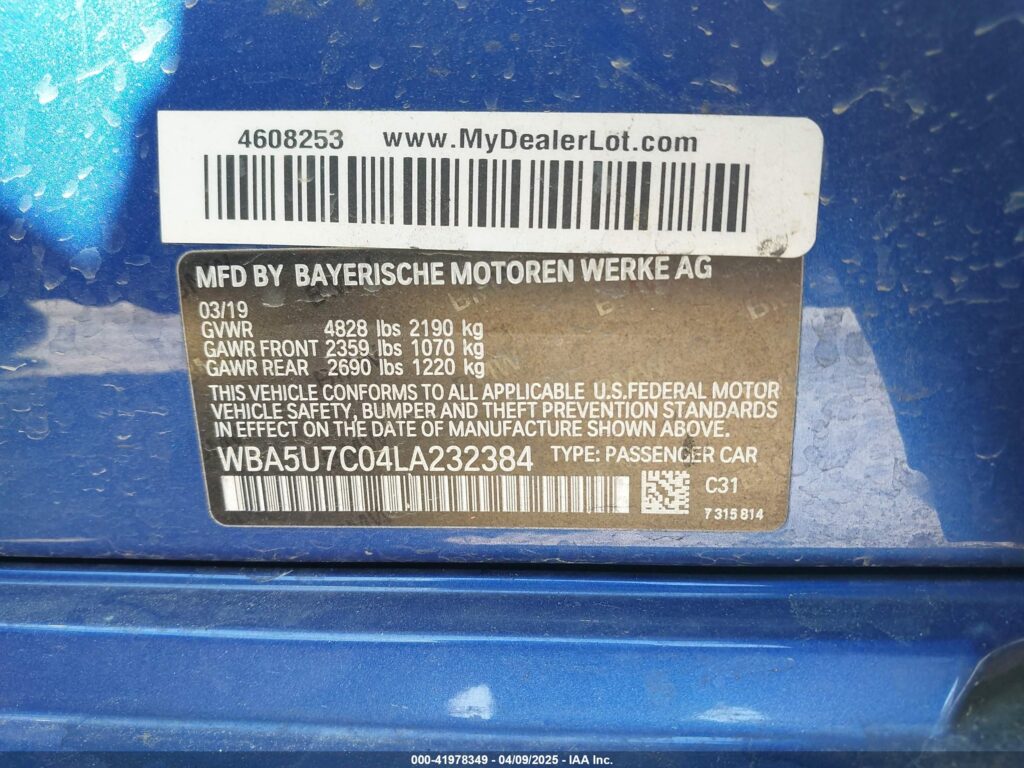 4608253 www.MyDealerLot.com
MFD BY BAYERISCHE MOTOREN WERKE AG
03/19
GVWR 4828 lbs 2190 kg
GAWR FRONT 2359 lbs 1070 kg
GAWR REAR 2690 lbs 1220 kg
THIS VEHICLE CONFORMS TO ALL APPLICABLE U.S.FEDERAL MOTOR
VEHICLE SAFETY, BUMPER AND THEFT PREVENTION STANDARDS
IN EFFECT ON THE DATE OF MANUFACTURE SHOWN ABOVE.
WBA5U7C04LA232384 TYPE: PASSENGER CAR
C31
7315814
000-41978349 - 04/09/2025 - IAA Inc.